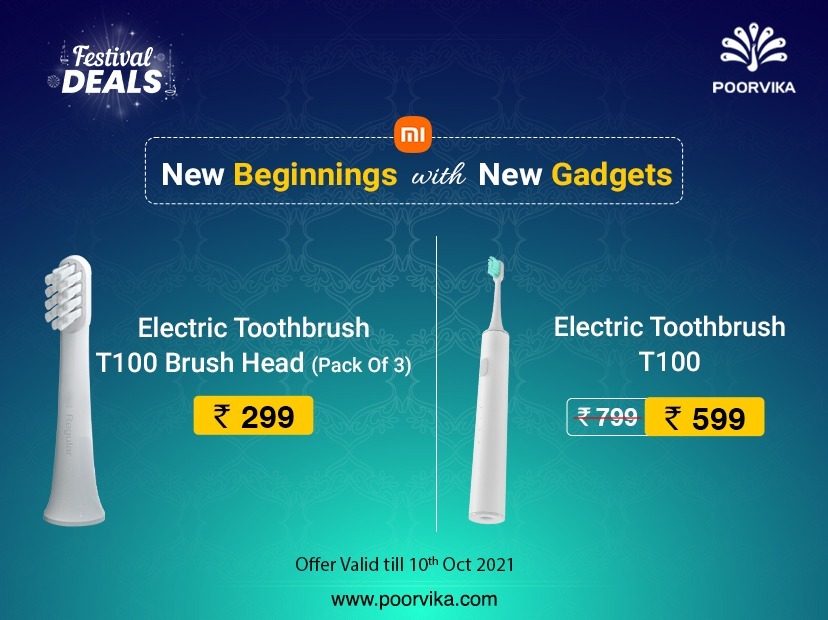 Festival
DEALS
POORVIKA
mi
New Beginnings with New Gadgets
Electric Toothbrush
T100 Brush Head (Pack Of 3)
₹ 299
Regular
Electric Toothbrush
T100
₹ 799 ₹ 599
Offer Valid till 10th Oct 2021
www.poorvika.com